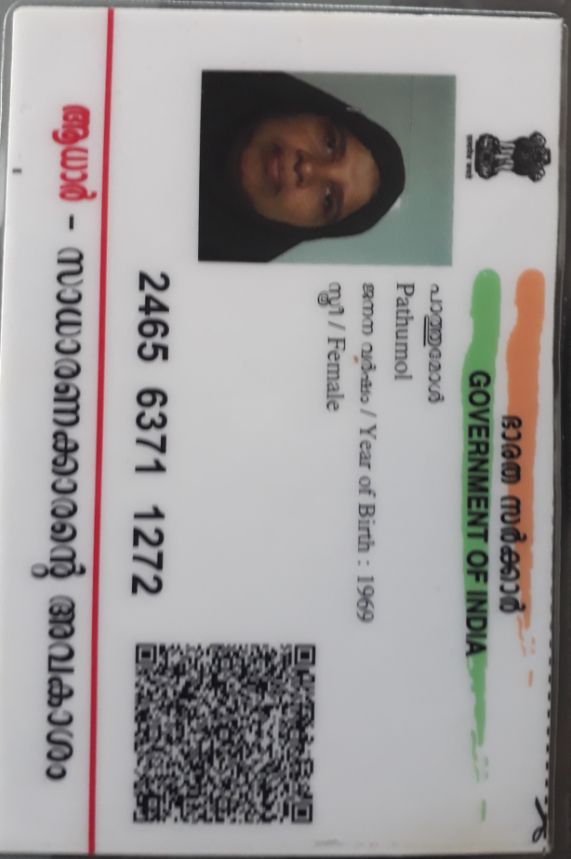 ഭാരത സർക്കാർ
GOVERNMENT OF INDIA
പാത്തുമോൾ
Pathumol
ജനന വർഷം / Year of Birth : 1969
സ്ത്രീ / Female
2465 6371 1272
ആധാർ - സാധാരണക്കാരന്റെ അവകാശം